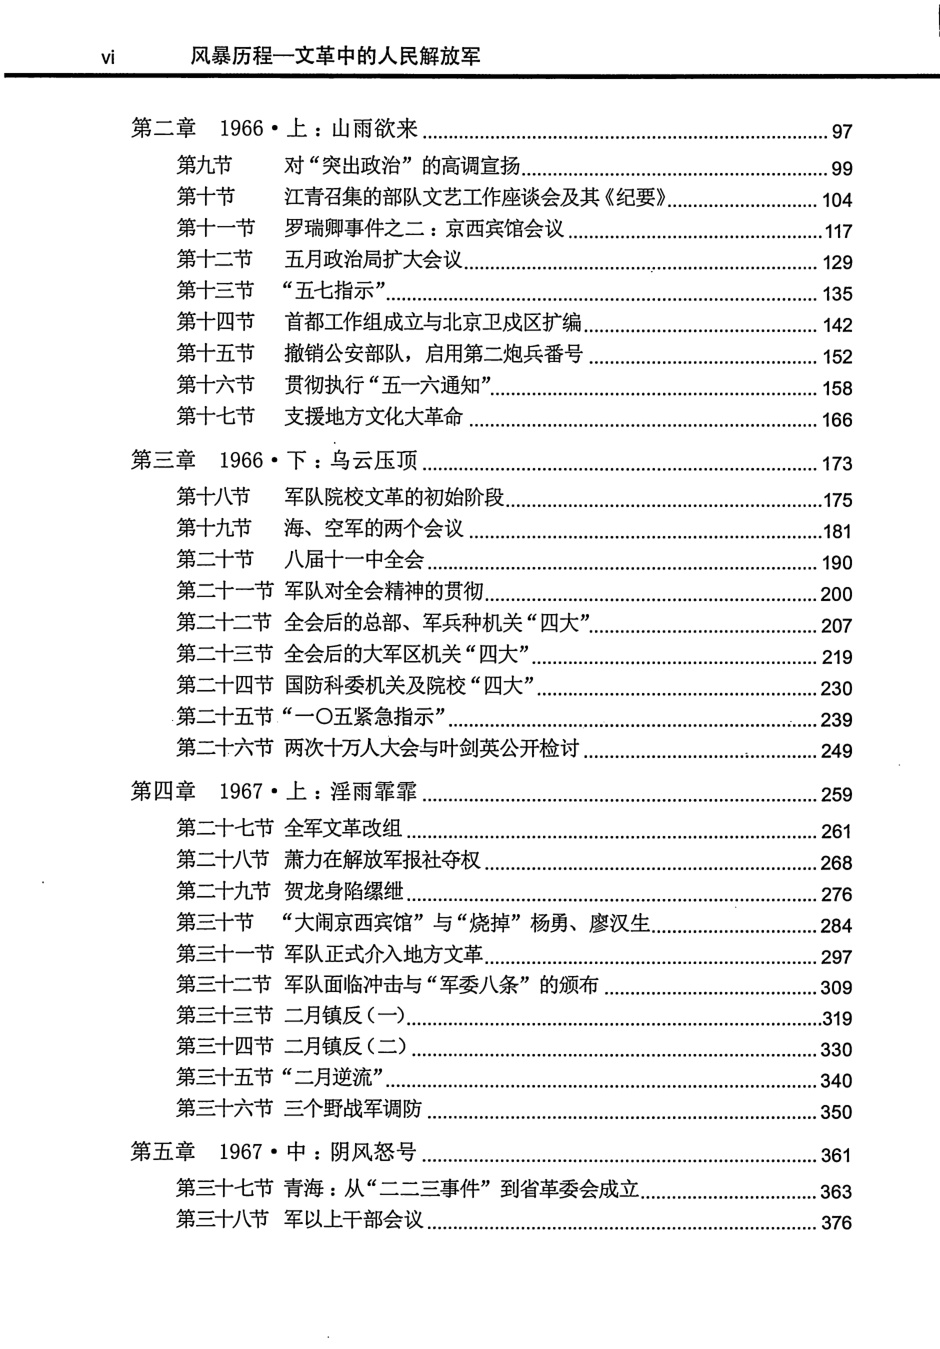 vi 风暴历程—文革中的人民解放军
第二章 1966·上：山雨欲来 97
第九节 对“突出政治”的高调宣扬 99
第十节 江青召集的部队文艺工作座谈会及其《纪要》 104
第十一节 罗瑞卿事件之二：京西宾馆会议 117
第十二节 五月政治局扩大会议 129
第十三节 “五七指示” 135
第十四节 首都工作组成立与北京卫戍区扩编 142
第十五节 撤销公安部队，启用第二炮兵番号 152
第十六节 贯彻执行“五一六通知” 158
第十七节 支援地方文化大革命 166
第三章 1966·下：乌云压顶 173
第十八节 军队院校文革的初始阶段 175
第十九节 海、空军的两个会议 181
第二十节 八届十一中全会 190
第二十一节 军队对全会精神的贯彻 200
第二十二节 全会后的总部、军兵种机关“四大” 207
第二十三节 全会后的大军区机关“四大” 219
第二十四节 国防科委机关及院校“四大” 230
第二十五节 “一〇五紧急指示” 239
第二十六节 两次十万人大会与叶剑英公开检讨 249
第四章 1967·上：淫雨霏霏 259
第二十七节 全军文革改组 261
第二十八节 萧力在解放军报社夺权 268
第二十九节 贺龙身陷缧绁 276
第三十节 “大闹京西宾馆”与“烧掉”杨勇、廖汉生 284
第三十一节 军队正式介入地方文革 297
第三十二节 军队面临冲击与“军委八条”的颁布 309
第三十三节 二月镇反(一) 319
第三十四节 二月镇反(二) 330
第三十五节 “二月逆流” 340
第三十六节 三个野战军调防 350
第五章 1967·中：阴风怒号 361
第三十七节 青海：从“二二三事件”到省革委会成立 363
第三十八节 军以上干部会议 376